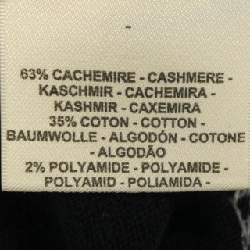 -
63% CACHEMIRE - CASHMERE -
KASCHMIR - CACHEMIRA -
KASHMIR - CAXEMIRA
35% COTON - COTTON -
BAUMWOLLE - ALGODÓN - COTONE
- ALGODÃO
2% POLYAMIDE - POLYAMIDE -
POLYAMID - POLIAMIDA -